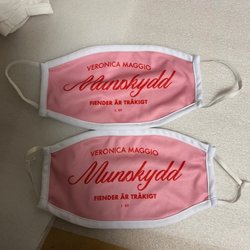 VERONICA MAGGIO
Munskydd
FIENDER ÄR TRÅKIGT
VERONICA MAGGIO
Munskydd
FIENDER ÄR TRÅKIGT